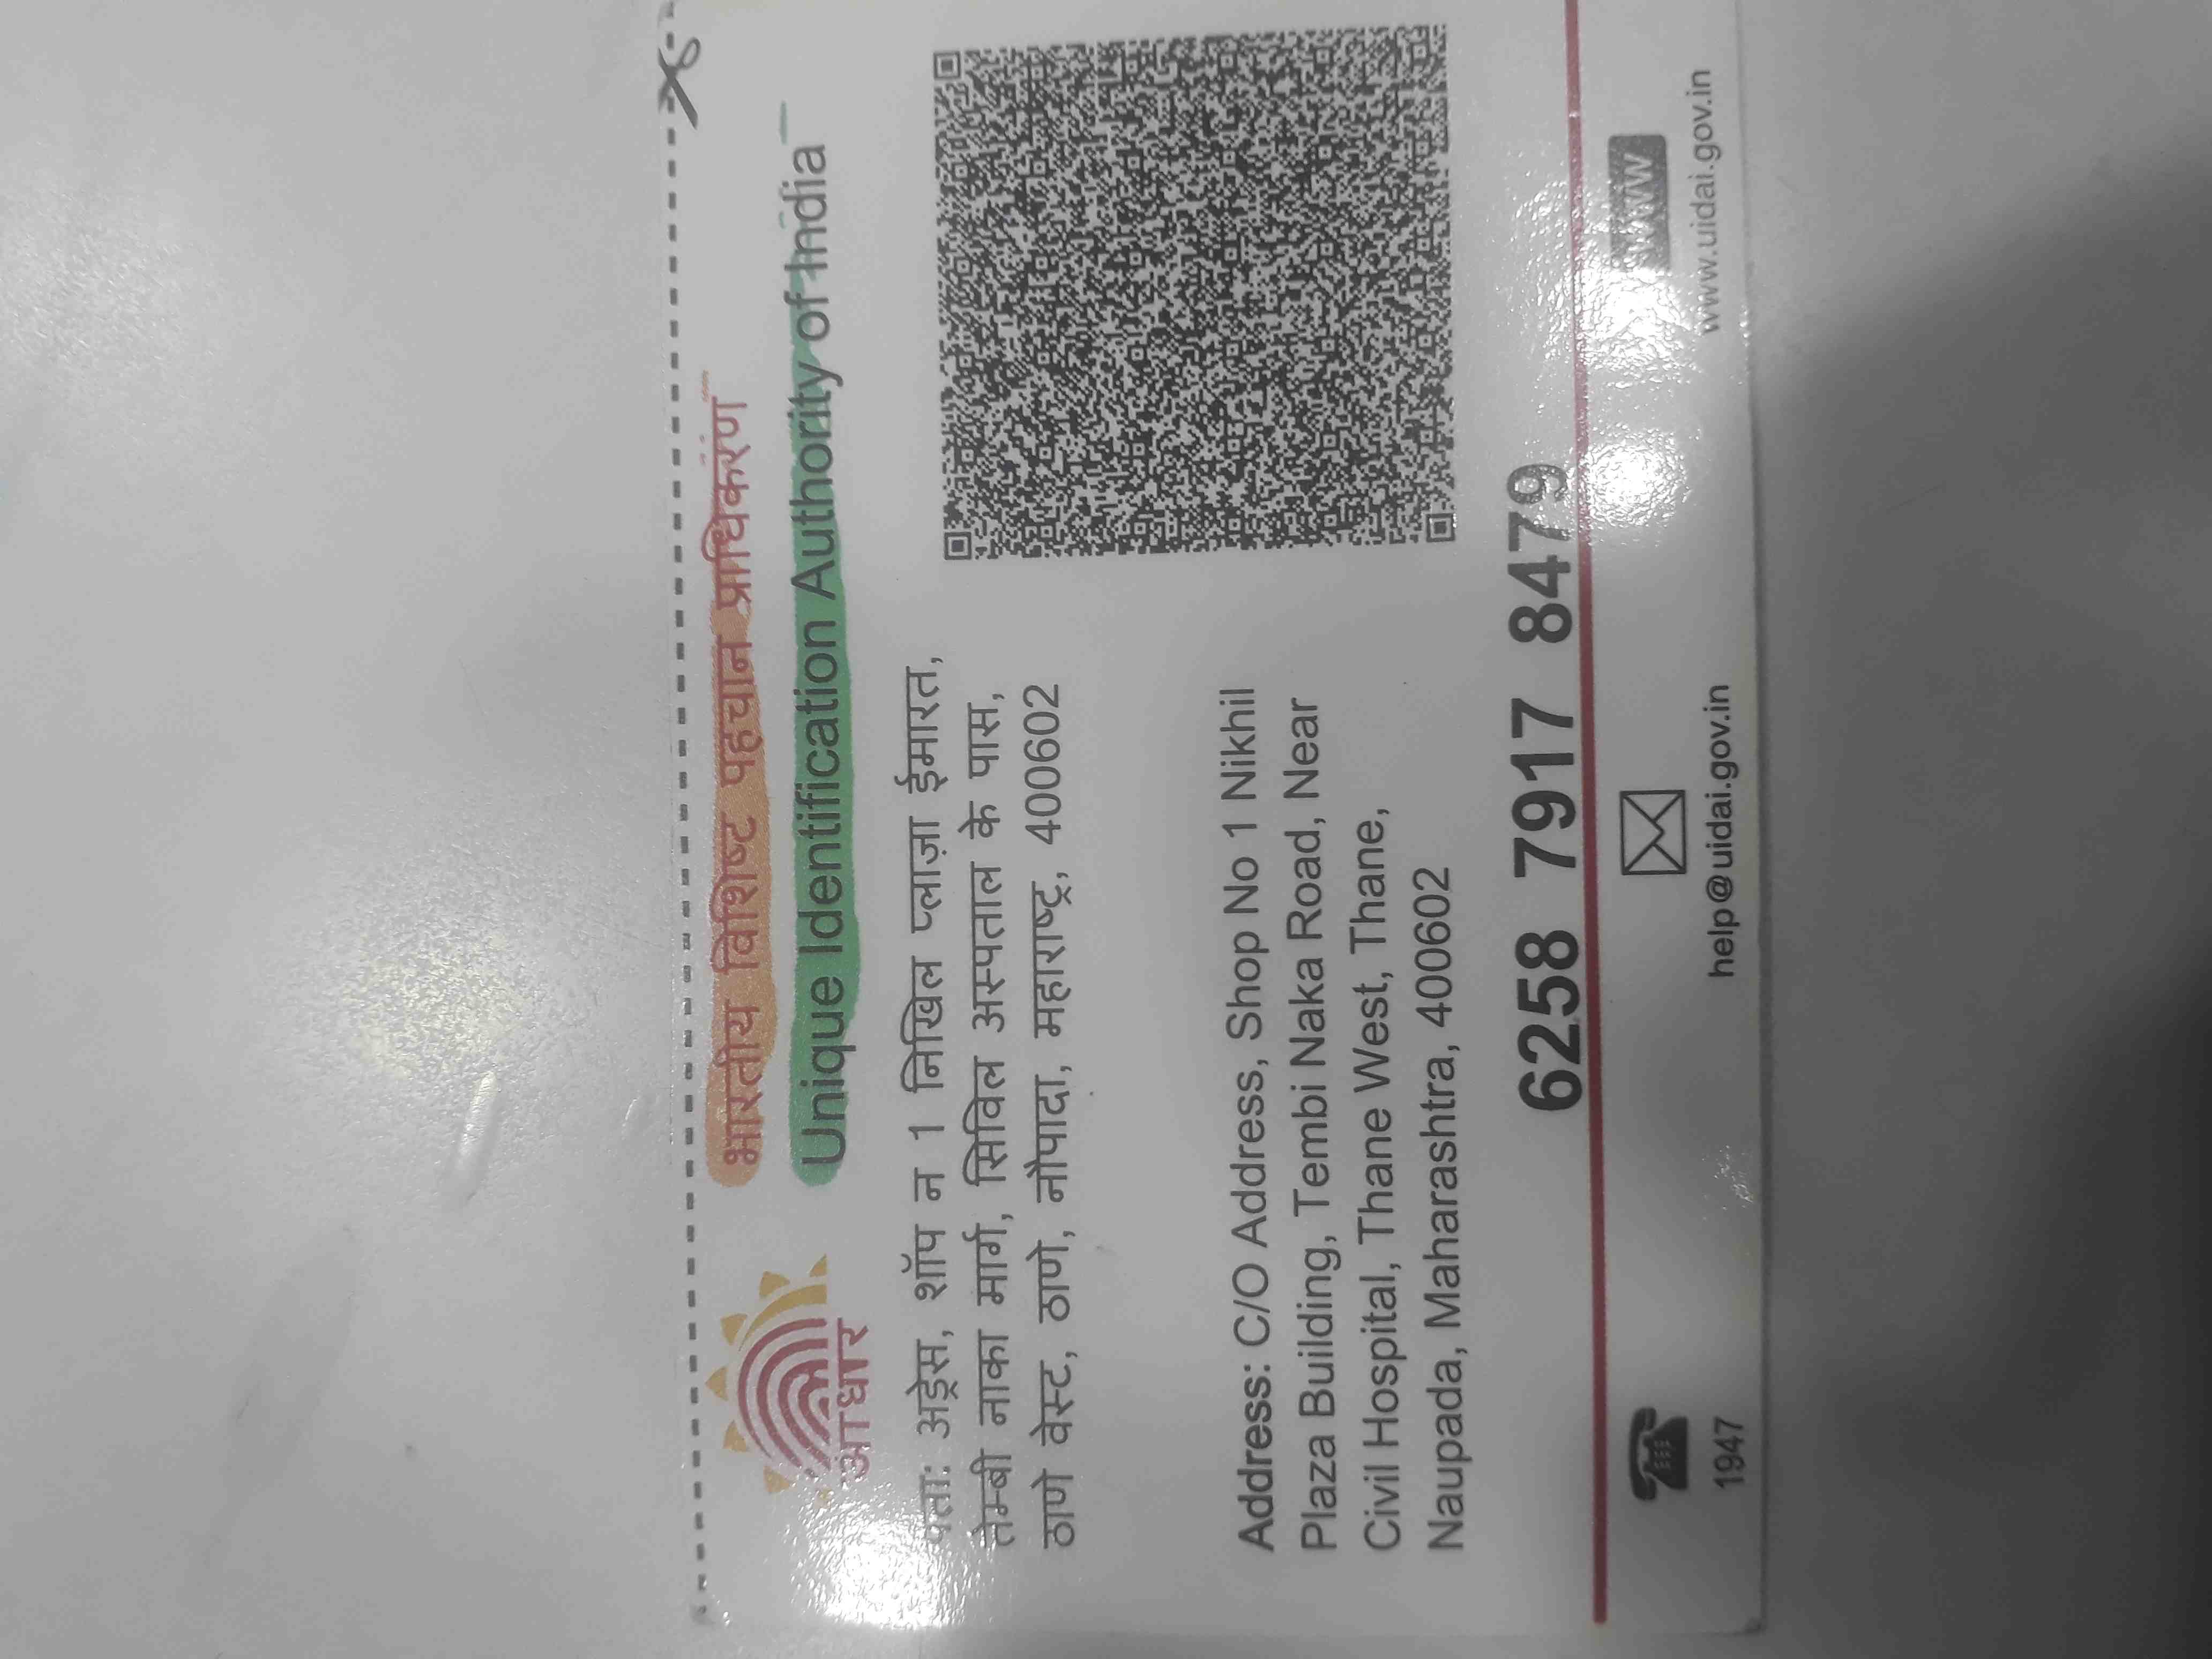 भारतीय विशिष्ट पहचान प्राधिकरण
Unique Identification Authority of India
आधार
पता: अड्रेस, शॉप न 1 निखिल प्लाज़ा ईमारत,
तेम्बी नाका मार्ग, सिविल अस्पताल के पास,
ठाणे वेस्ट, ठाणे, नौपादा, महाराष्ट्र, 400602
Address: C/O Address, Shop No 1 Nikhil
Plaza Building, Tembi Naka Road, Near
Civil Hospital, Thane West, Thane,
Naupada, Maharashtra, 400602
6258 7917 8479
WWW
1947
help@uidai.gov.in
www.uidai.gov.in